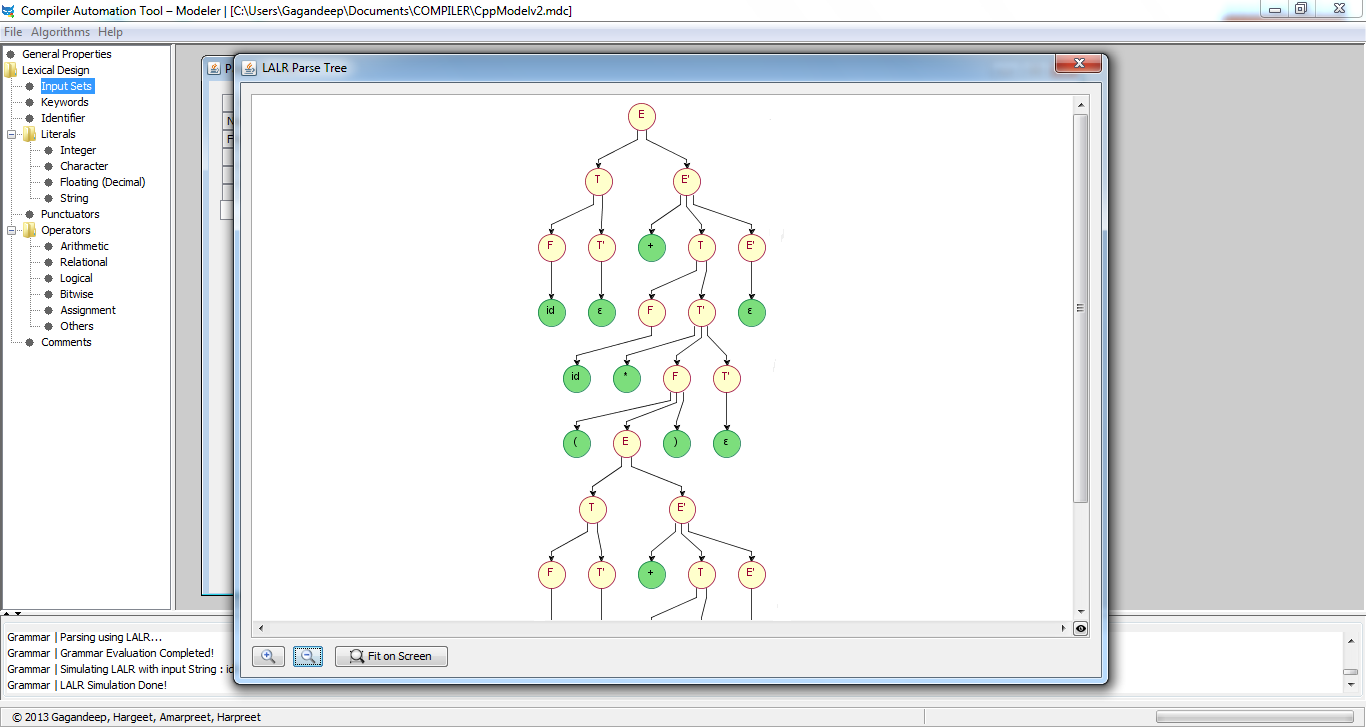 Compiler Automation Tool – Modeler | [C:\Users\Gagandeep\Documents\COMPILER\CppModelv2.mdc]
File Algorithms Help
General Properties
Lexical Design
Input Sets
Keywords
Identifier
Literals
Integer
Character
Floating (Decimal)
String
Punctuators
Operators
Arithmetic
Relational
Logical
Bitwise
Assignment
Others
Comments
P
N
F
LALR Parse Tree
E
T E'
F T' + T E'
id ε F T' ε
id * F T'
( E ) ε
T E'
F T' + T E'
Fit on Screen
Grammar | Parsing using LALR...
Grammar | Grammar Evaluation Completed!
Grammar | Simulating LALR with input String : id
Grammar | LALR Simulation Done!
© 2013 Gagandeep, Hargeet, Amarpreet, Harpreet